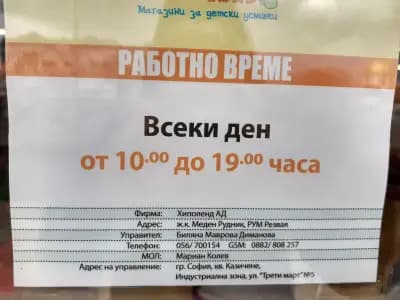 Магазини за детски усмивки
РАБОТНО ВРЕМЕ
Всеки ден
от 10.00 до 19.00 часа
Фирма: Хиполенд АД
Адрес: ж.к. Меден Рудник, РУМ Резвая
Управител: Биляна Маврова Диманова
Телефон: 056/ 700154 GSM: 0882/ 808 257
МОЛ: Мариан Колев
Адрес на управление: гр. София, кв. Казичене,
Индустриална зона, ул. "Трети март" №5